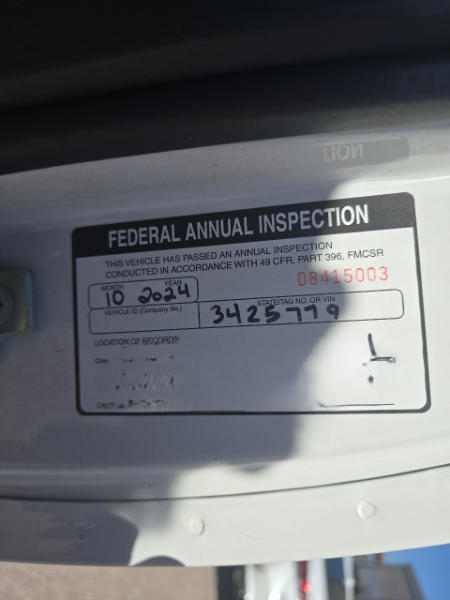 FEDERAL ANNUAL INSPECTION
THIS VEHICLE HAS PASSED AN ANNUAL INSPECTION
CONDUCTED IN ACCORDANCE WITH 49 CFR, PART 396, FMCSR
D8415003
MONTH YEAR
10 2024
VEHICLE ID (Company No.) STATE/TAG NO. OR VIN
3425779
LOCATION OF RECORDS: